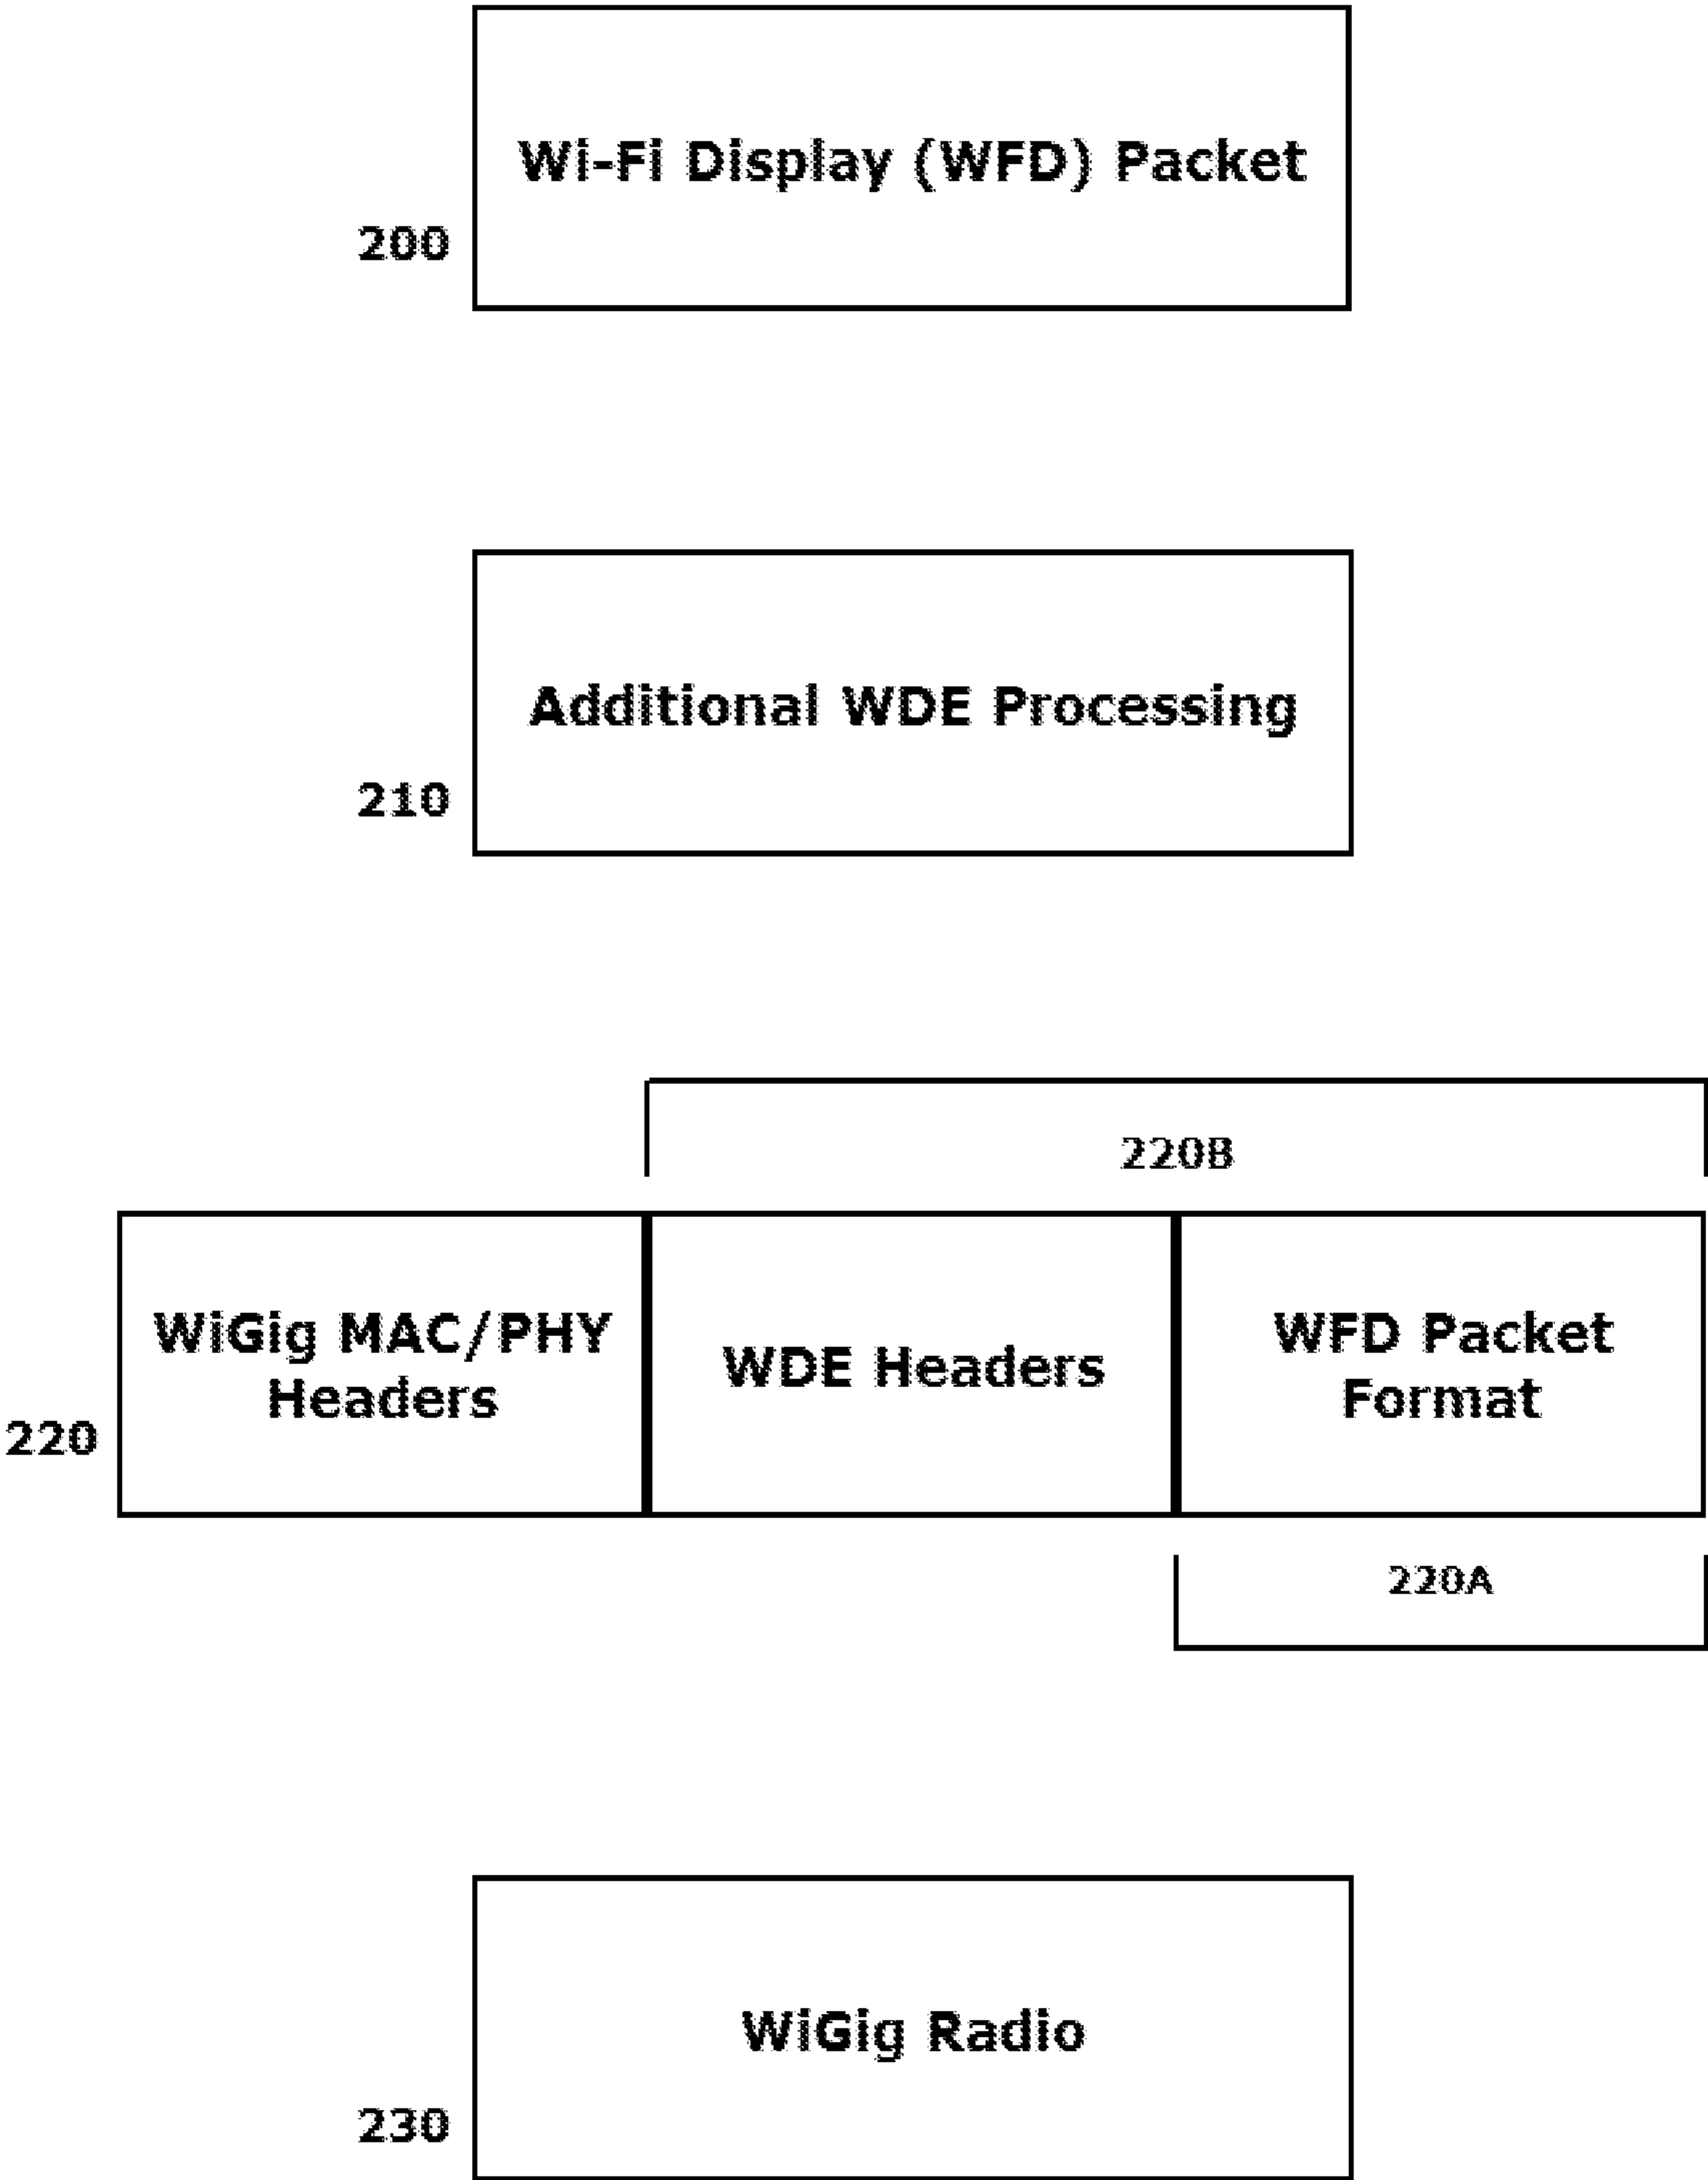 Wi-Fi Display (WFD) Packet
200
Additional WDE Processing
210
220B
WiGig MAC/PHY
Headers
WDE Headers
WFD Packet
Format
220
220A
WiGig Radio
230